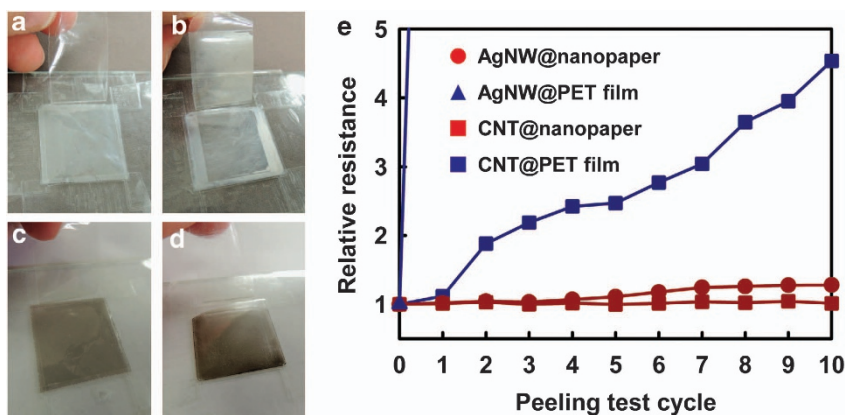 a
b
c
d
e
5
4
3
2
1
Relative resistance
AgNW@nanopaper
AgNW@PET film
CNT@nanopaper
CNT@PET film
0 1 2 3 4 5 6 7 8 9 10
Peeling test cycle